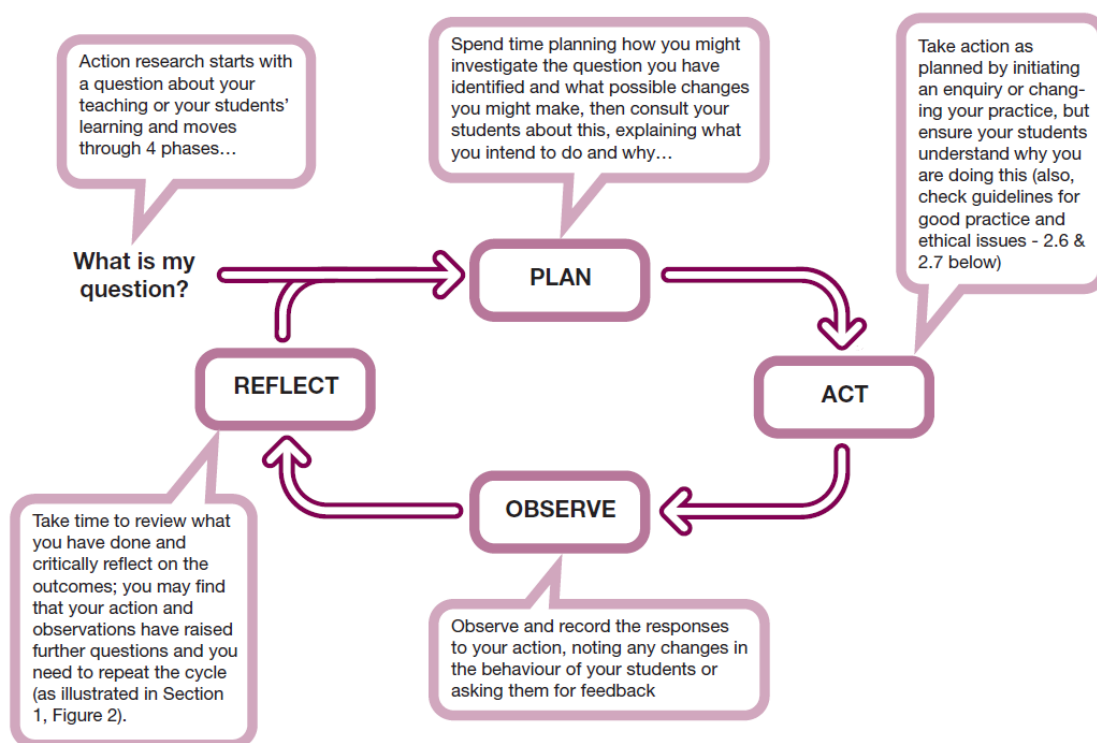 Action research starts with
a question about your
teaching or your students'
learning and moves
through 4 phases…
Spend time planning how you might
investigate the question you have
identified and what possible changes
you might make, then consult your
students about this, explaining what
you intend to do and why…
Take action as
planned by initiating
an enquiry or chang-
ing your practice, but
ensure your students
understand why you
are doing this (also,
check guidelines for
good practice and
ethical issues - 2.6 &
2.7 below)
What is my
question?
PLAN
ACT
OBSERVE
REFLECT
Observe and record the responses
to your action, noting any changes in
the behaviour of your students or
asking them for feedback
Take time to review what
you have done and
critically reflect on the
outcomes; you may find
that your action and
observations have raised
further questions and you
need to repeat the cycle
(as illustrated in Section
1, Figure 2).